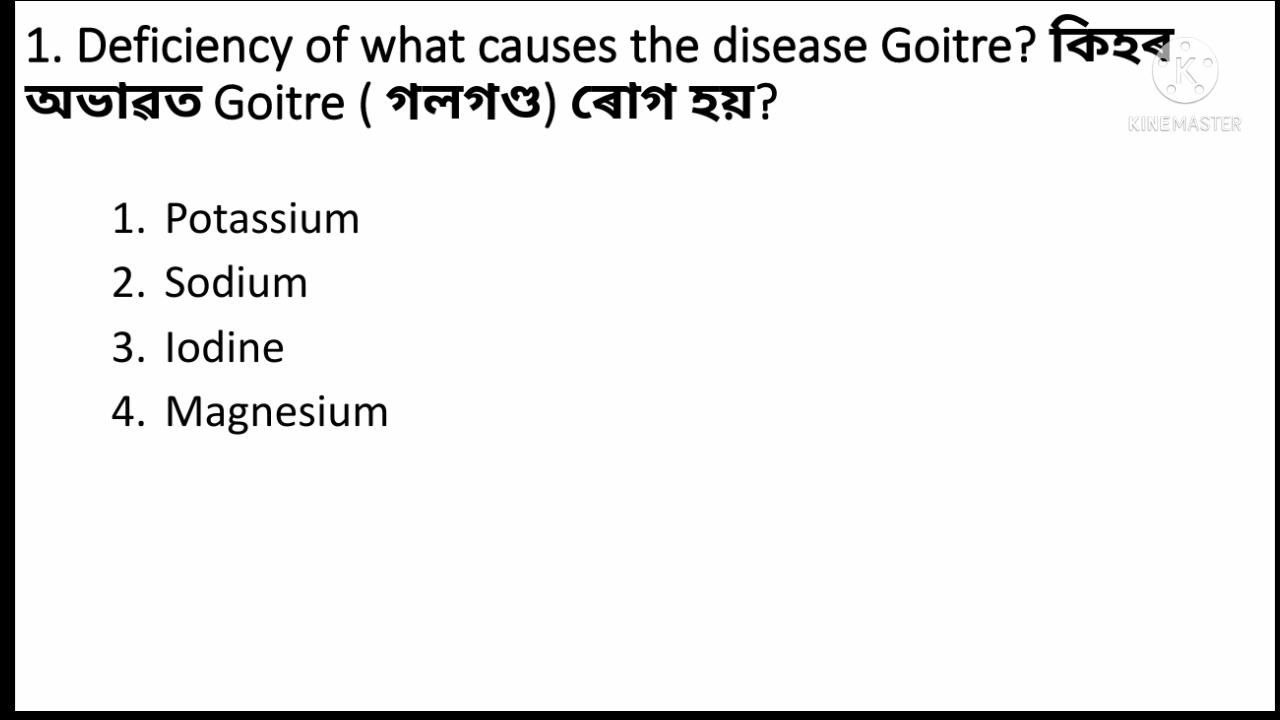 1. Deficiency of what causes the disease Goitre? কিহৰ
অভাৱত Goitre ( গলগণ্ড) ৰোগ হয়?
K
KINEMASTER
1. Potassium
2. Sodium
3. Iodine
4. Magnesium